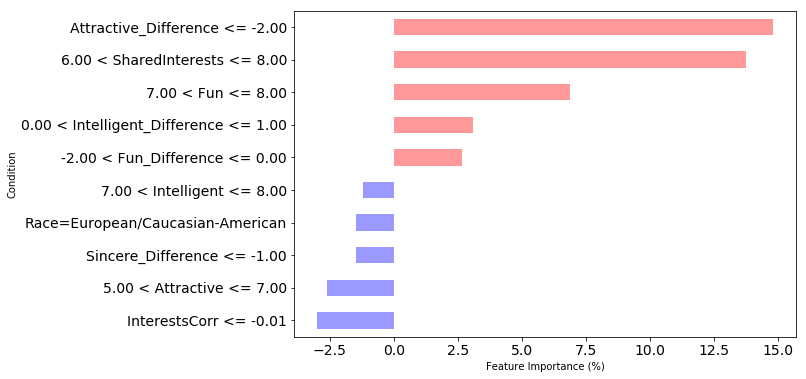 Attractive_Difference <= -2.00
6.00 < SharedInterests <= 8.00
7.00 < Fun <= 8.00
0.00 < Intelligent_Difference <= 1.00
-2.00 < Fun_Difference <= 0.00
7.00 < Intelligent <= 8.00
Race=European/Caucasian-American
Sincere_Difference <= -1.00
5.00 < Attractive <= 7.00
InterestsCorr <= -0.01
Condition
−2.5 0.0 2.5 5.0 7.5 10.0 12.5 15.0
Feature Importance (%)